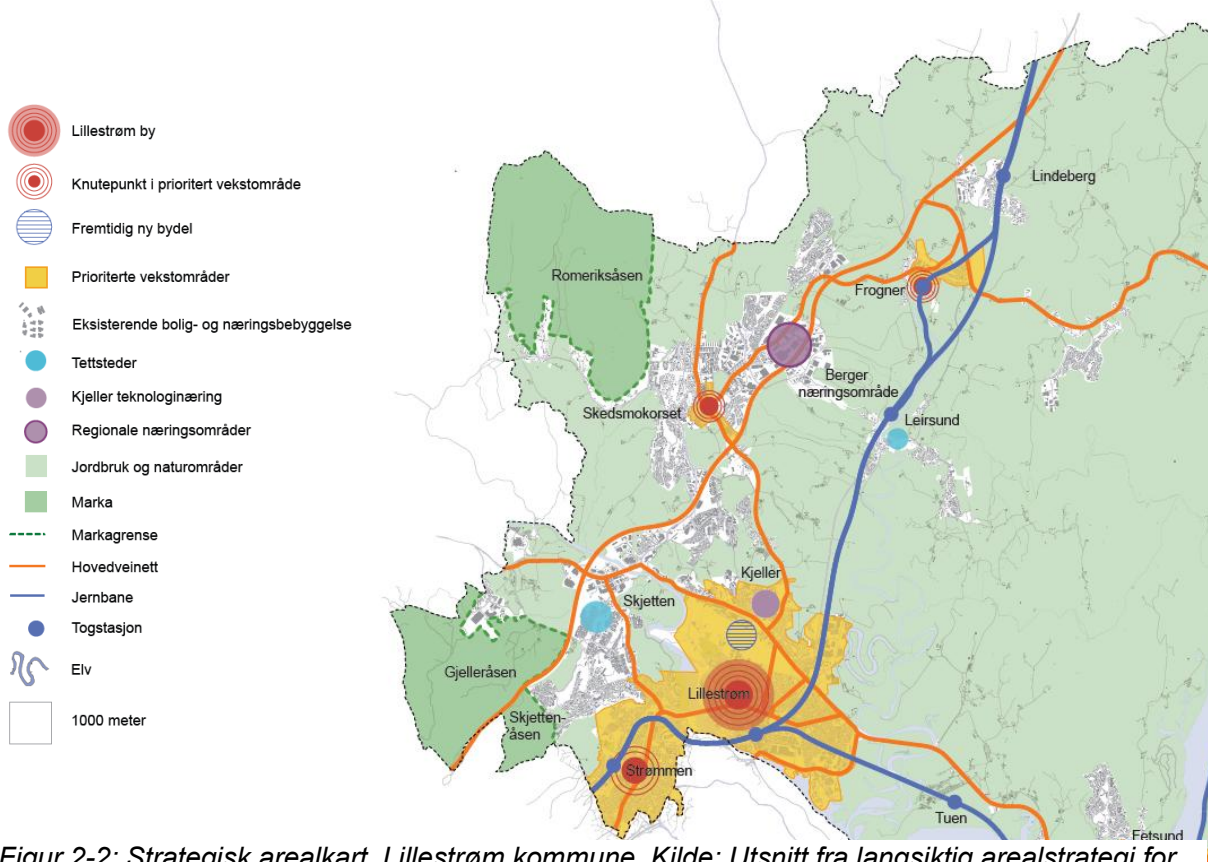 Lillestrøm by
Knutepunkt i prioritert vekstområde
Fremtidig ny bydel
Prioriterte vekstområder
Eksisterende bolig- og næringsbebyggelse
Tettsteder
Kjeller teknologinæring
Regionale næringsområder
Jordbruk og naturområder
Marka
Markagrense
Hovedveinett
Jernbane
Togstasjon
Elv
1000 meter
Lindeberg
Romeriksåsen
Frogner
Berger
næringsområde
Skedsmokorset
Leirsund
Kjeller
Skjetten
Gjelleråsen
Lillestrøm
Skjetten-
åsen
Strømmen
Tuen
Fetsund
Figur 2-2: Strategisk arealkart, Lillestrøm kommune. Kilde: Utsnitt fra langsiktig arealstrategi for